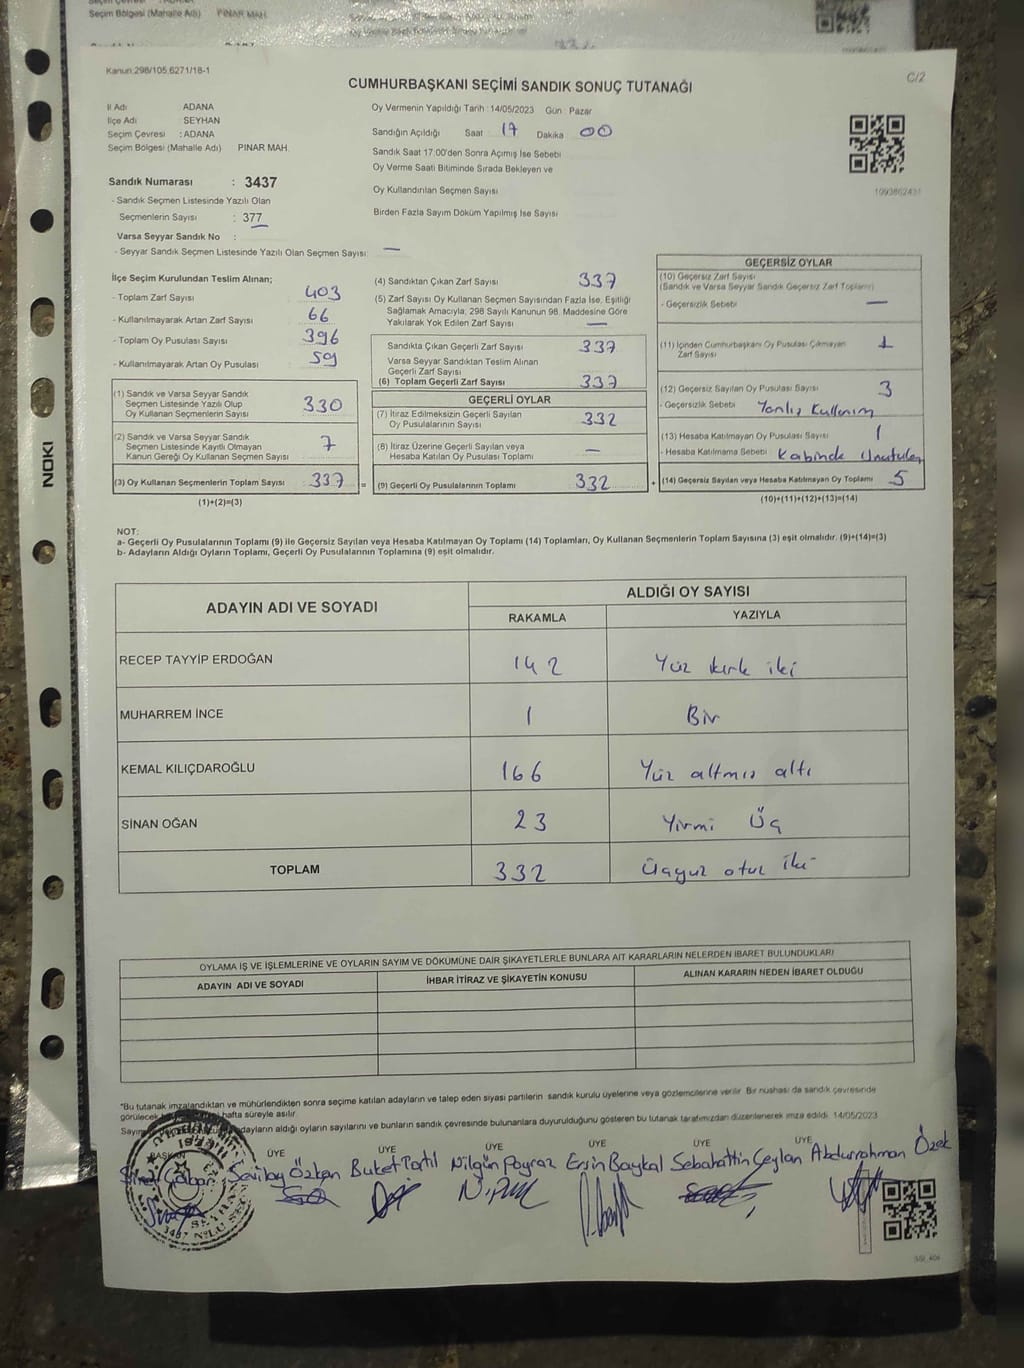 Seçim Bölgesi (Mahalle Adı) PINAR MAH.
Kanun:298/105,6271/18-1
C/2
CUMHURBAŞKANI SEÇİMİ SANDIK SONUÇ TUTANAĞI
İl Adı ADANA
İlçe Adı SEYHAN
Seçim Çevresi : ADANA
Seçim Bölgesi (Mahalle Adı) PINAR MAH.
Oy Vermenin Yapıldığı Tarih : 14/05/2023 Gün : Pazar
Sandığın Açıldığı Saat 17 Dakika 00
Sandık Saat 17:00'den Sonra Açımış İse Sebebi
Oy Verme Saati Bitiminde Sırada Bekleyen ve
Oy Kullandırılan Seçmen Sayısı
Birden Fazla Sayım Döküm Yapılmış İse Sayısı
1093862431
Sandık Numarası : 3437
- Sandık Seçmen Listesinde Yazılı Olan
Seçmenlerin Sayısı : 377
Varsa Seyyar Sandık No :
- Seyyar Sandık Seçmen Listesinde Yazılı Olan Seçmen Sayısı: —
İlçe Seçim Kurulundan Teslim Alınan;
- Toplam Zarf Sayısı 403
- Kullanılmayarak Artan Zarf Sayısı 66
- Toplam Oy Pusulası Sayısı 396
- Kullanılmayarak Artan Oy Pusulası 59
(1) Sandık ve Varsa Seyyar Sandık
Seçmen Listesinde Yazılı Olup
Oy Kullanan Seçmenlerin Sayısı 330
(2) Sandık ve Varsa Seyyar Sandık
Seçmen Listesinde Kayıtlı Olmayan
Kanun Gereği Oy Kullanan Seçmen Sayısı 7
(3) Oy Kullanan Seçmenlerin Toplam Sayısı 337 =
(1)+(2)=(3)
(4) Sandıktan Çıkan Zarf Sayısı 337
(5) Zarf Sayısı Oy Kullanan Seçmen Sayısından Fazla İse, Eşitliği
Sağlamak Amacıyla, 298 Sayılı Kanunun 98. Maddesine Göre
Yakılarak Yok Edilen Zarf Sayısı —
Sandıkta Çıkan Geçerli Zarf Sayısı 337
Varsa Seyyar Sandıktan Teslim Alınan
Geçerli Zarf Sayısı
(6) Toplam Geçerli Zarf Sayısı 337
GEÇERLİ OYLAR
(7) İtiraz Edilmeksizin Geçerli Sayılan
Oy Pusulalarının Sayısı 332
(8) İtiraz Üzerine Geçerli Sayılan veya
Hesaba Katılan Oy Pusulası Toplamı —
(9) Geçerli Oy Pusulalarının Toplamı 332 +
GEÇERSİZ OYLAR
(10) Geçersiz Zarf Sayısı
(Sandık ve Varsa Seyyar Sandık Geçersiz Zarf Toplamı)
- Geçersizlik Sebebi —
(11) İçinden Cumhurbaşkanı Oy Pusulası Çıkmayan
Zarf Sayısı 1
(12) Geçersiz Sayılan Oy Pusulası Sayısı 3
- Geçersizlik Sebebi Yanlış Kullanım
(13) Hesaba Katılmayan Oy Pusulası Sayısı 1
- Hesaba Katılmama Sebebi Kabinde Unutulan
(14) Geçersiz Sayılan veya Hesaba Katılmayan Oy Toplamı 5
(10)+(11)+(12)+(13)=(14)
NOT:
a- Geçerli Oy Pusulalarının Toplamı (9) ile Geçersiz Sayılan veya Hesaba Katılmayan Oy Toplamı (14) Toplamları, Oy Kullanan Seçmenlerin Toplam Sayısına (3) eşit olmalıdır. (9)+(14)=(3)
b- Adayların Aldığı Oyların Toplamı, Geçerli Oy Pusulalarının Toplamına (9) eşit olmalıdır.
ADAYIN ADI VE SOYADI ALDIĞI OY SAYISI
RAKAMLA YAZIYLA
RECEP TAYYİP ERDOĞAN 142 Yüz kırk iki
MUHARREM İNCE 1 Bir
KEMAL KILIÇDAROĞLU 166 Yüz altmış altı
SİNAN OĞAN 23 Yirmi Üç
TOPLAM 332 Üçyüz otuz iki
OYLAMA İŞ VE İŞLEMLERİNE VE OYLARIN SAYIM VE DÖKÜMÜNE DAİR ŞİKAYETLERLE BUNLARA AİT KARARLARIN NELERDEN İBARET BULUNDUKLARI
ADAYIN ADI VE SOYADI İHBAR İTİRAZ VE ŞİKAYETİN KONUSU ALINAN KARARIN NEDEN İBARET OLDUĞU
*Bu tutanak imzalandıktan ve mühürlendikten sonra seçime katılan adayların ve talep eden siyasi partilerin sandık kurulu üyelerine veya gözlemcilerine verilir. Bir nüshası da sandık çevresinde
görülecek hafta süreyle asılır.
adayların aldığı oyların sayılarını ve bunların sandık çevresinde bulunanlara duyurulduğunu gösteren bu tutanak tarafımızdan düzenlenerek imza edildi. 14/05/2023
BAŞKAN ÜYE ÜYE ÜYE ÜYE ÜYE
Özkan Buket Nilgün Poyraz Ersin Baykal Sebahattin Ceylan Abdurrahman Özek
SEYHAN
3437 NOLU
NOKI